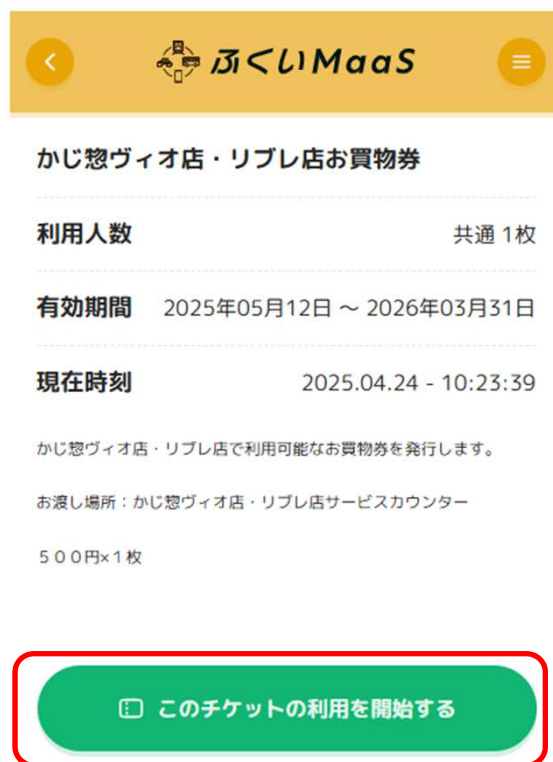 ふくいMaaS
かじ惣ヴィオ店・リブレ店お買物券
利用人数 共通 1枚
有効期間 2025年05月12日 ～ 2026年03月31日
現在時刻 2025.04.24 - 10:23:39
かじ惣ヴィオ店・リブレ店で利用可能なお買物券を発行します。
お渡し場所：かじ惣ヴィオ店・リブレ店サービスカウンター
５００円×１枚
このチケットの利用を開始する